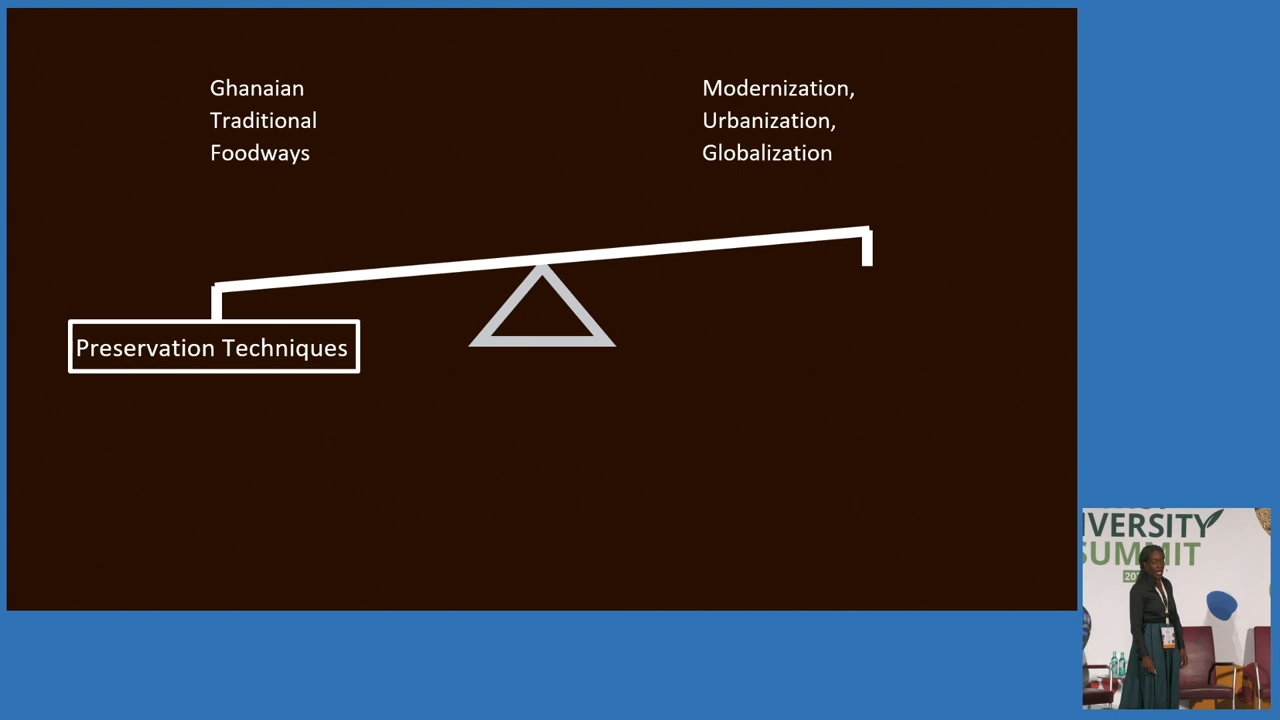 Ghanaian
Traditional
Foodways
Modernization,
Urbanization,
Globalization
Preservation Techniques
IVERSITY
SUMMIT